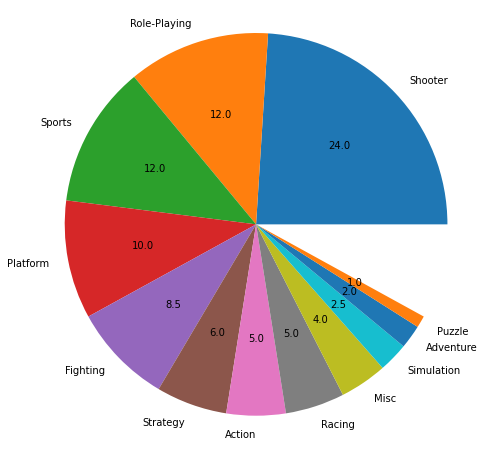 Shooter
24.0
Role-Playing
12.0
Sports
12.0
Platform
10.0
Fighting
8.5
Strategy
6.0
Action
5.0
Racing
5.0
Misc
4.0
Simulation
2.5
Adventure
2.0
Puzzle
1.0